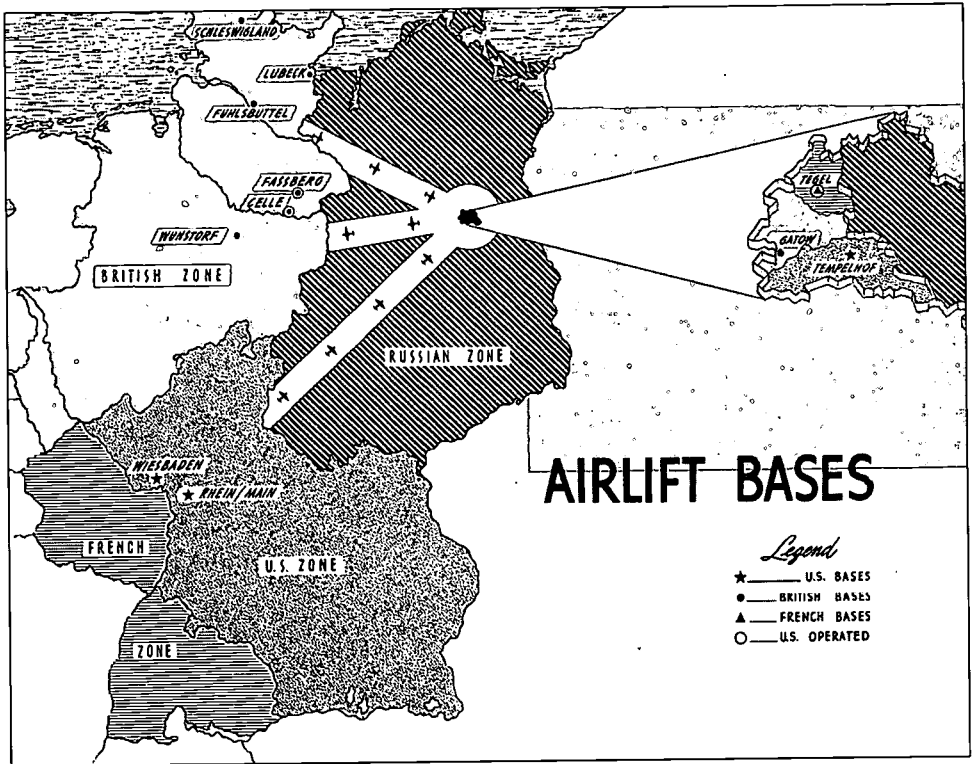 SCHLESWIGLAND
LUBECK
FUHLSBUTTEL
FASSBERG
CELLE
WUNSTORF
BRITISH ZONE
TEGEL
GATOW
TEMPELHOF
RUSSIAN ZONE
WIESBADEN
RHEIN/MAIN
FRENCH
U.S. ZONE
ZONE
AIRLIFT BASES
Legend
U.S. BASES
BRITISH BASES
FRENCH BASES
U.S. OPERATED